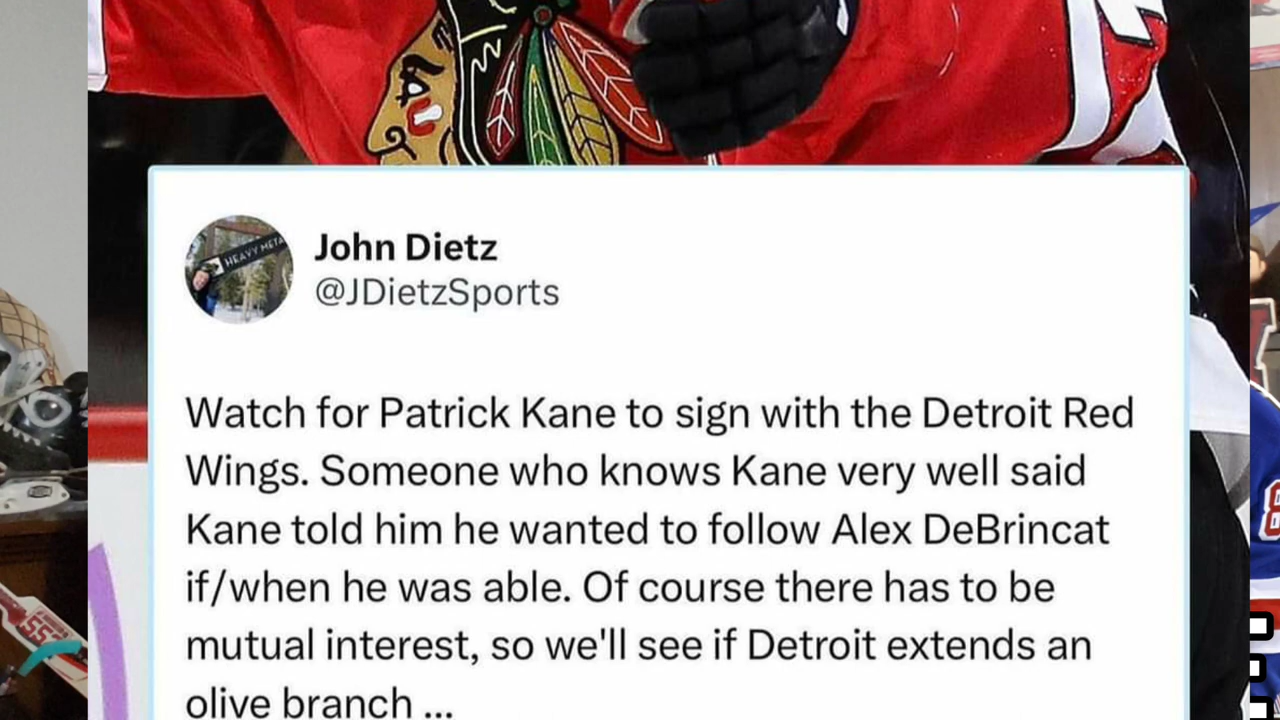 HEAVY META
John Dietz
@JDietzSports
Watch for Patrick Kane to sign with the Detroit Red
Wings. Someone who knows Kane very well said
Kane told him he wanted to follow Alex DeBrincat
if/when he was able. Of course there has to be
mutual interest, so we'll see if Detroit extends an
olive branch ...